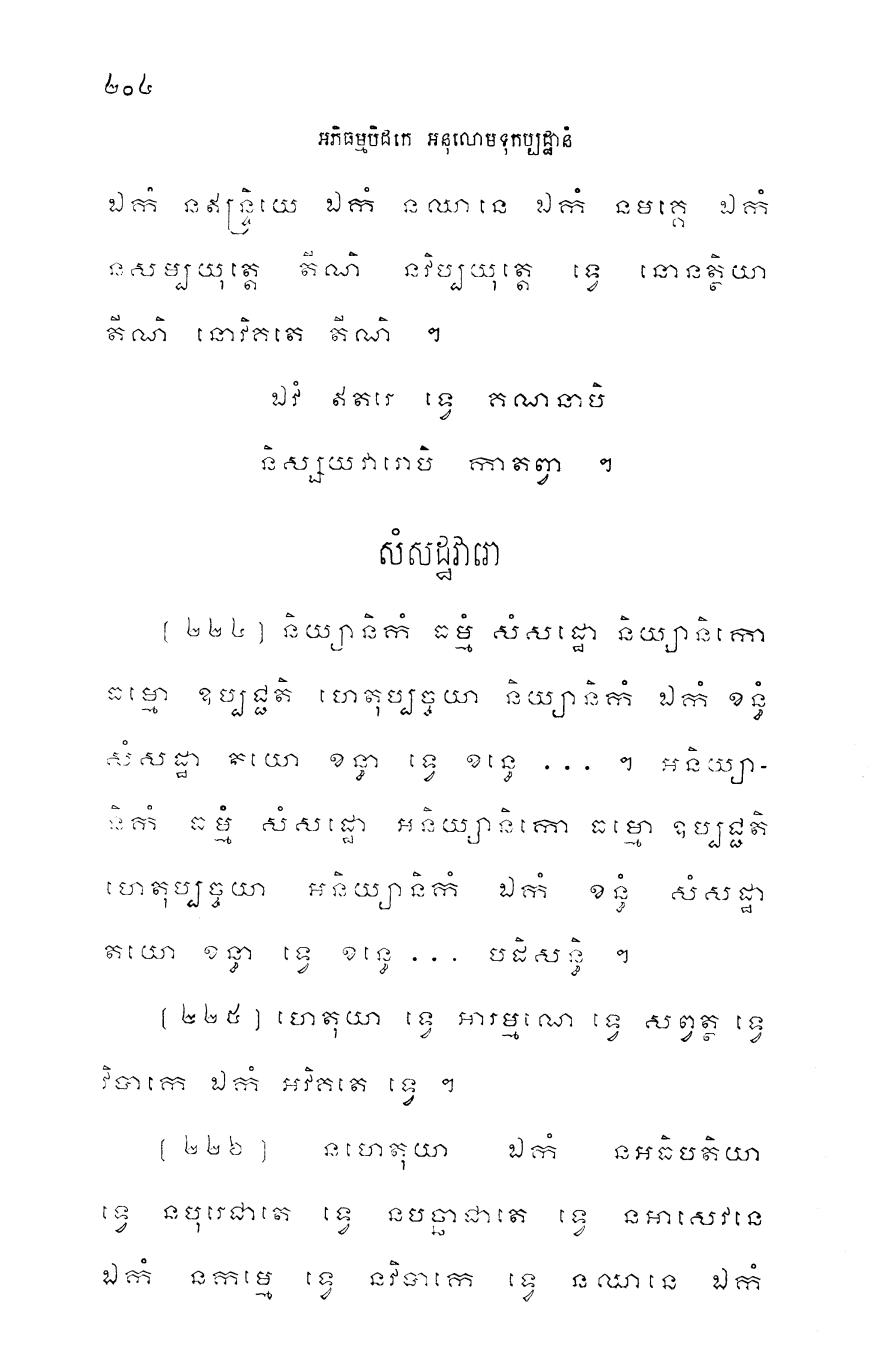 ២០៤
អភិធម្មបិដកេ អនុលោមទុកប្បដ្ឋានំ
ឯកំ នឥន្ទ្រិយេ ឯកំ នឈានេ ឯកំ នមគ្គេ ឯកំ
នសម្បយុត្តេ តីណិ នវិប្បយុត្តេ ទ្វេ នោនត្ថិយា
តីណិ នោវិគតេ តីណិ ។
ឯវំ ឥតរេ ទ្វេ គណនាបិ
និស្សយវារោបិ កាតព្វា ។
សំសដ្ឋវារោ
(២២៤) និយ្យានិកំ ធម្មំ សំសដ្ឋោ និយ្យានិកោ
ធម្មោ ឧប្បជ្ជតិ ហេតុប្បច្ចយា និយ្យានិកំ ឯកំ ខន្ធំ
សំសដ្ឋា តយោ ខន្ធា ទ្វេ ខន្ធេ ... ។ អនិយ្យា-
និកំ ធម្មំ សំសដ្ឋោ អនិយ្យានិកោ ធម្មោ ឧប្បជ្ជតិ
ហេតុប្បច្ចយា អនិយ្យានិកំ ឯកំ ខន្ធំ សំសដ្ឋា
តយោ ខន្ធា ទ្វេ ខន្ធេ ... បដិសន្ធិ ។
(២២៥) ហេតុយា ទ្វេ អារម្មណេ ទ្វេ សព្វត្ថ ទ្វេ
វិបាកេ ឯកំ អវិគតេ ទ្វេ ។
(២២៦) នហេតុយា ឯកំ នអធិបតិយា
ទ្វេ នបុរេជាតេ ទ្វេ នបច្ឆាជាតេ ទ្វេ នអាសេវនេ
ឯកំ នកម្មេ ទ្វេ នវិបាកេ ទ្វេ នឈានេ ឯកំ